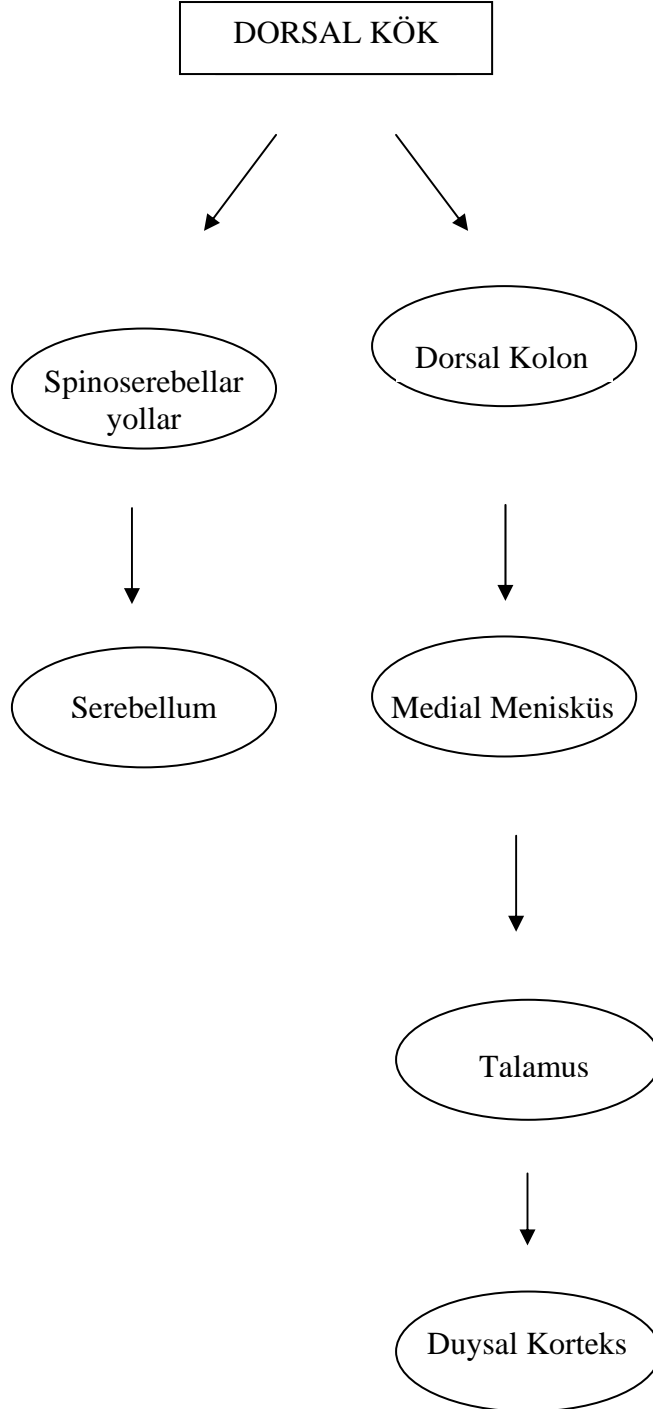 DORSAL KÖK
Spinoserebellar
yollar
Dorsal Kolon
Serebellum
Medial Menisküs
Talamus
Duysal Korteks